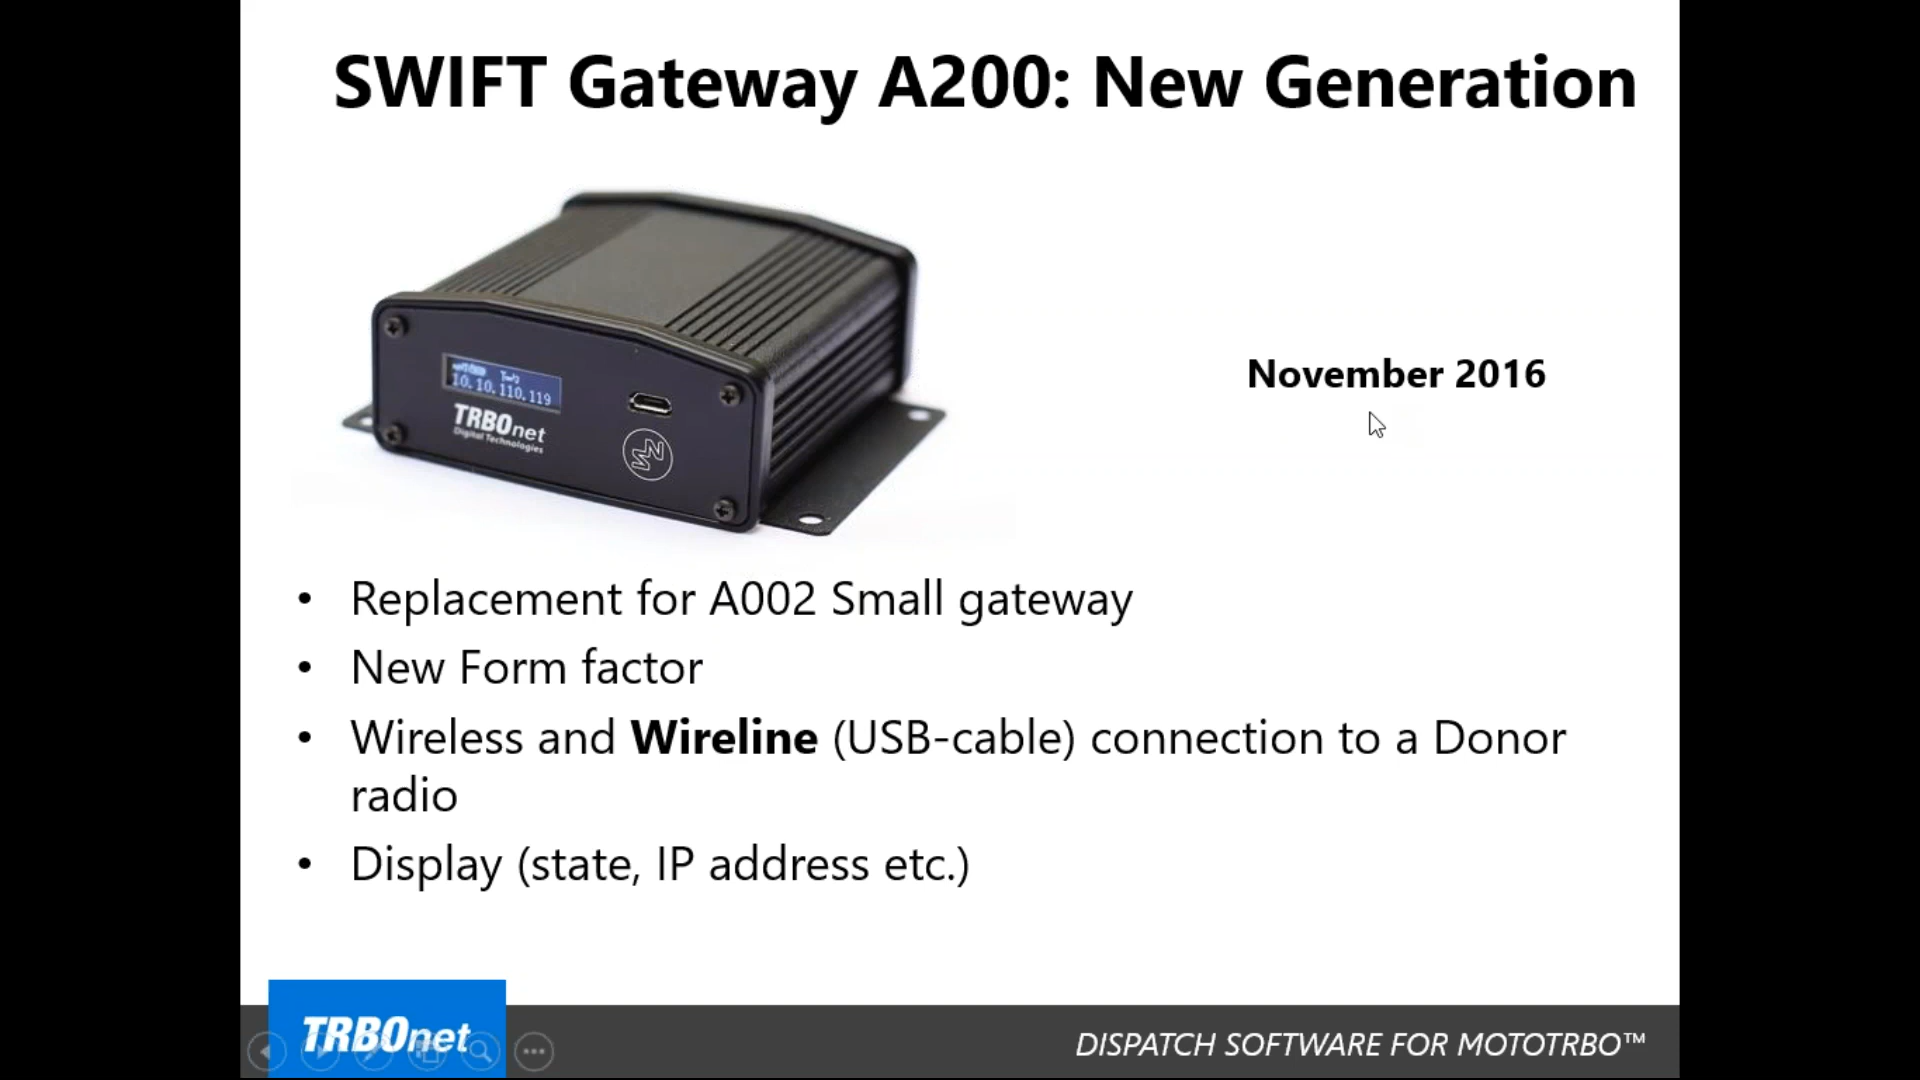 SWIFT Gateway A200: New Generation
10.10.110.119
TRBOnet
Digital Technologies
November 2016
• Replacement for A002 Small gateway
• New Form factor
• Wireless and Wireline (USB-cable) connection to a Donor
radio
• Display (state, IP address etc.)
TRBOnet
DISPATCH SOFTWARE FOR MOTOTRBO™